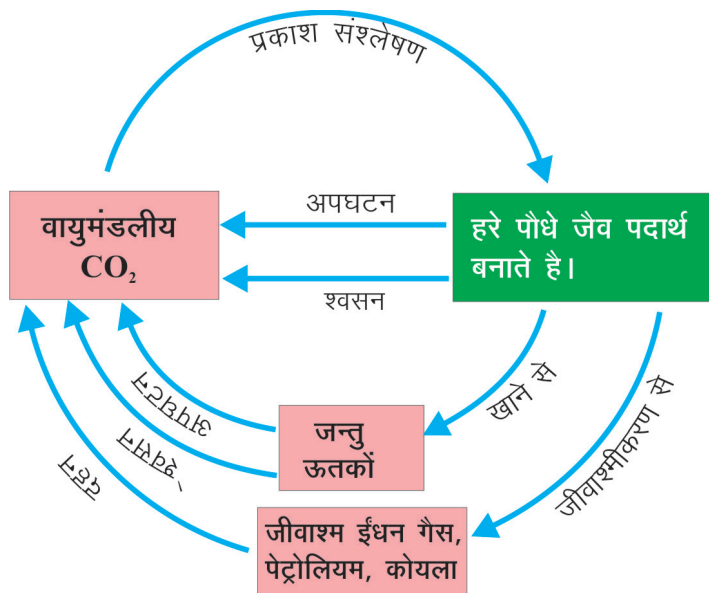 प्रकाश संश्लेषण
वायुमंडलीय
CO₂
अपघटन
श्वसन
हरे पौधे जैव पदार्थ
बनाते है।
अपघटन
श्वसन
दहन
खाने से
जीवाश्मीकरण से
जन्तु
ऊतकों
जीवाश्म ईंधन गैस,
पेट्रोलियम, कोयला